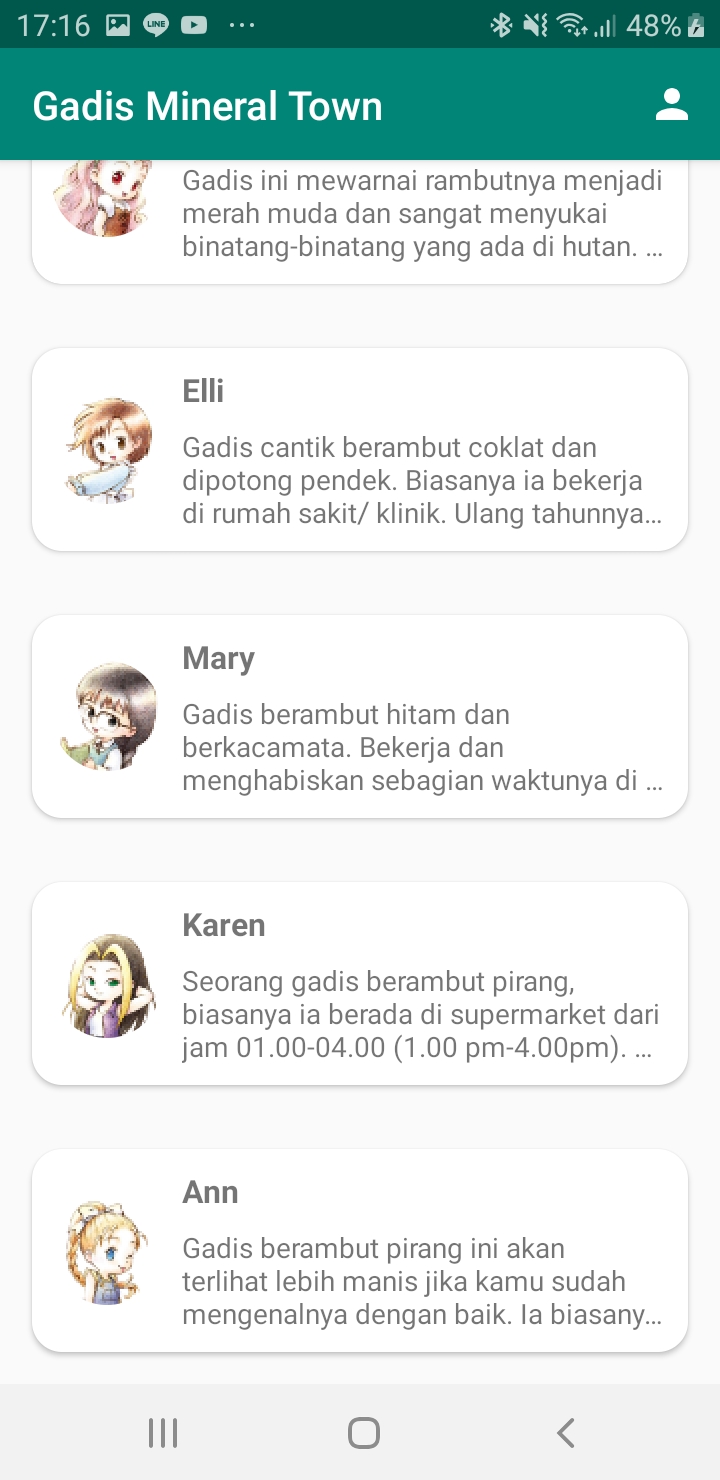 17:16 LINE ... 48%
Gadis Mineral Town
Gadis ini mewarnai rambutnya menjadi
merah muda dan sangat menyukai
binatang-binatang yang ada di hutan. ...
Elli
Gadis cantik berambut coklat dan
dipotong pendek. Biasanya ia bekerja
di rumah sakit/ klinik. Ulang tahunnya...
Mary
Gadis berambut hitam dan
berkacamata. Bekerja dan
menghabiskan sebagian waktunya di ...
Karen
Seorang gadis berambut pirang,
biasanya ia berada di supermarket dari
jam 01.00-04.00 (1.00 pm-4.00pm). ...
Ann
Gadis berambut pirang ini akan
terlihat lebih manis jika kamu sudah
mengenalnya dengan baik. Ia biasany...